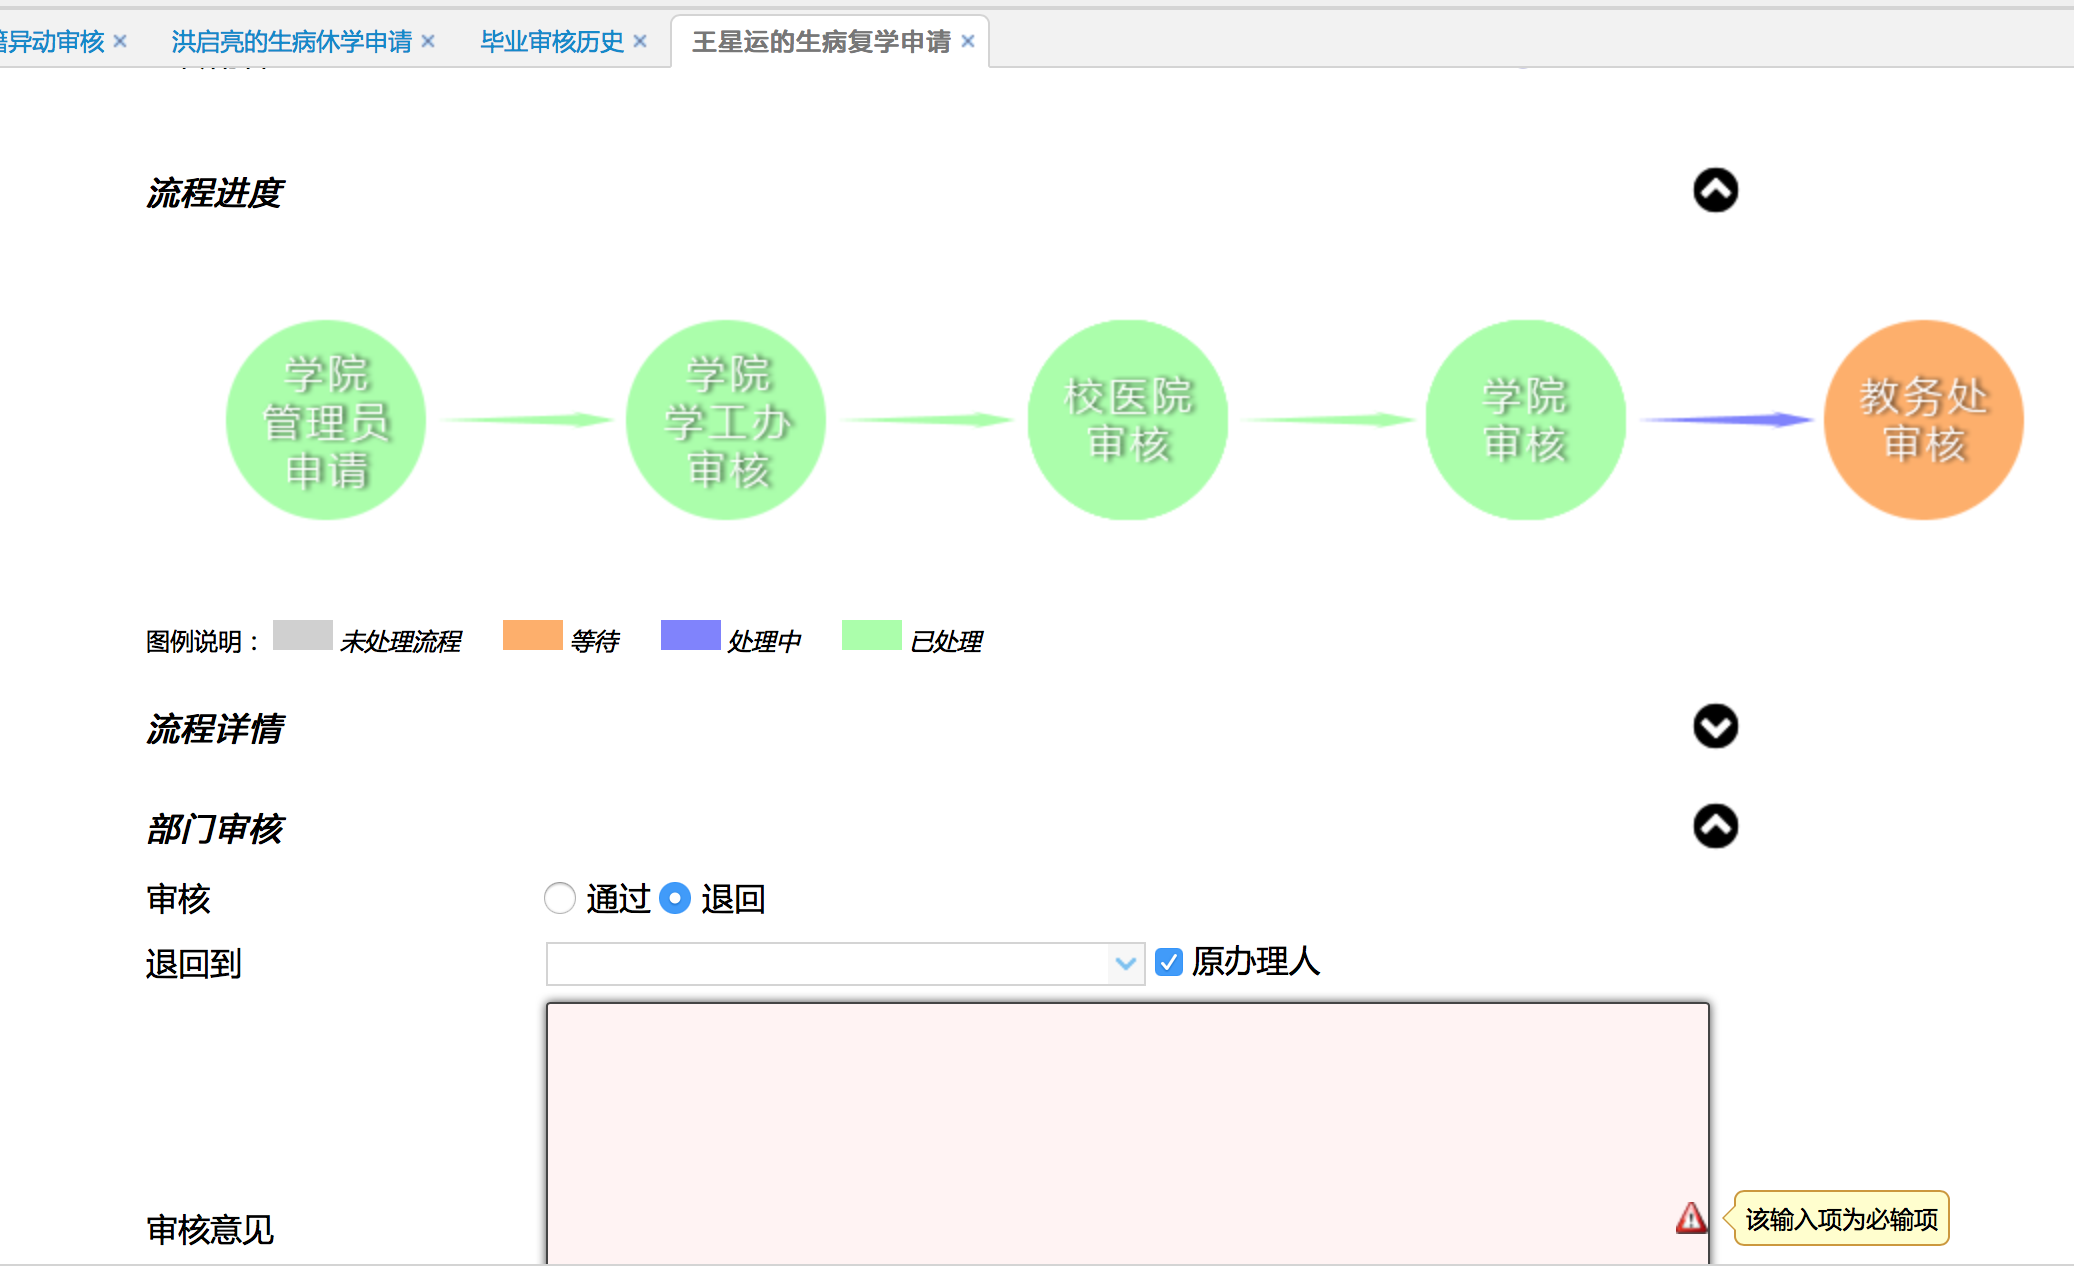 籍异动审核
洪启亮的生病休学申请
毕业审核历史
王星运的生病复学申请
流程进度
学院
管理员
申请
学院
学工办
审核
校医院
审核
学院
审核
教务处
审核
图例说明： 未处理流程 等待 处理中 已处理
流程详情
部门审核
审核 通过 退回
退回到 原办理人
审核意见
该输入项为必输项